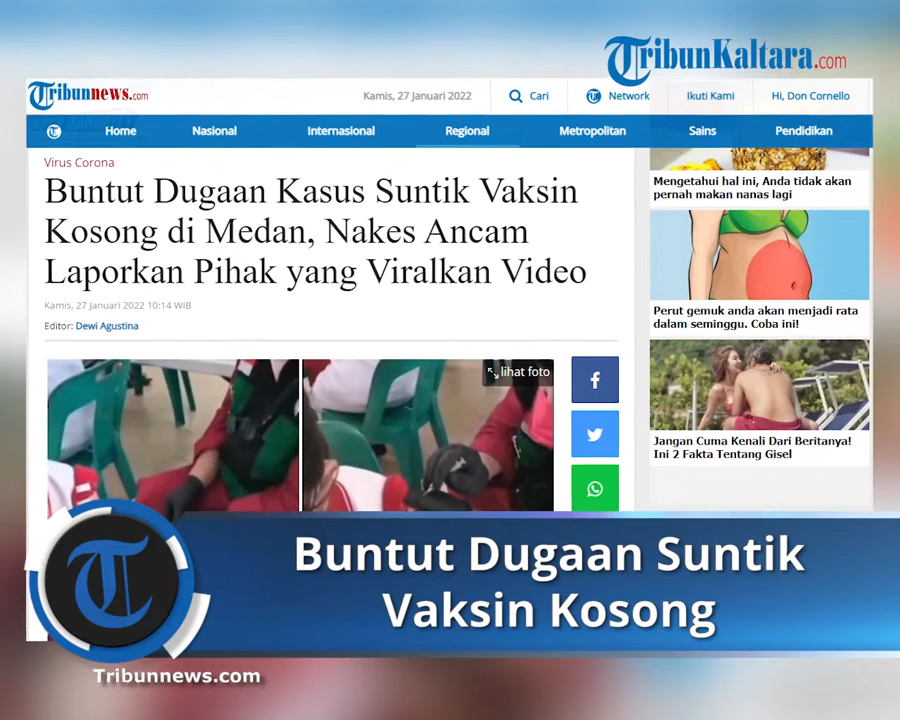 TribunKaltara.com
Tribunnews.com
Kamis, 27 Januari 2022
Cari
Network
Ikuti Kami
Hi, Don Cornello
Home
Nasional
Internasional
Regional
Metropolitan
Sains
Pendidikan
Virus Corona
Buntut Dugaan Kasus Suntik Vaksin
Kosong di Medan, Nakes Ancam
Laporkan Pihak yang Viralkan Video
Kamis, 27 Januari 2022 10:14 WIB
Editor: Dewi Agustina
lihat foto
Mengetahui hal ini, Anda tidak akan
pernah makan nanas lagi
Perut gemuk anda akan menjadi rata
dalam seminggu. Coba ini!
Jangan Cuma Kenali Dari Beritanya!
Ini 2 Fakta Tentang Gisel
Buntut Dugaan Suntik
Vaksin Kosong
Tribunnews.com